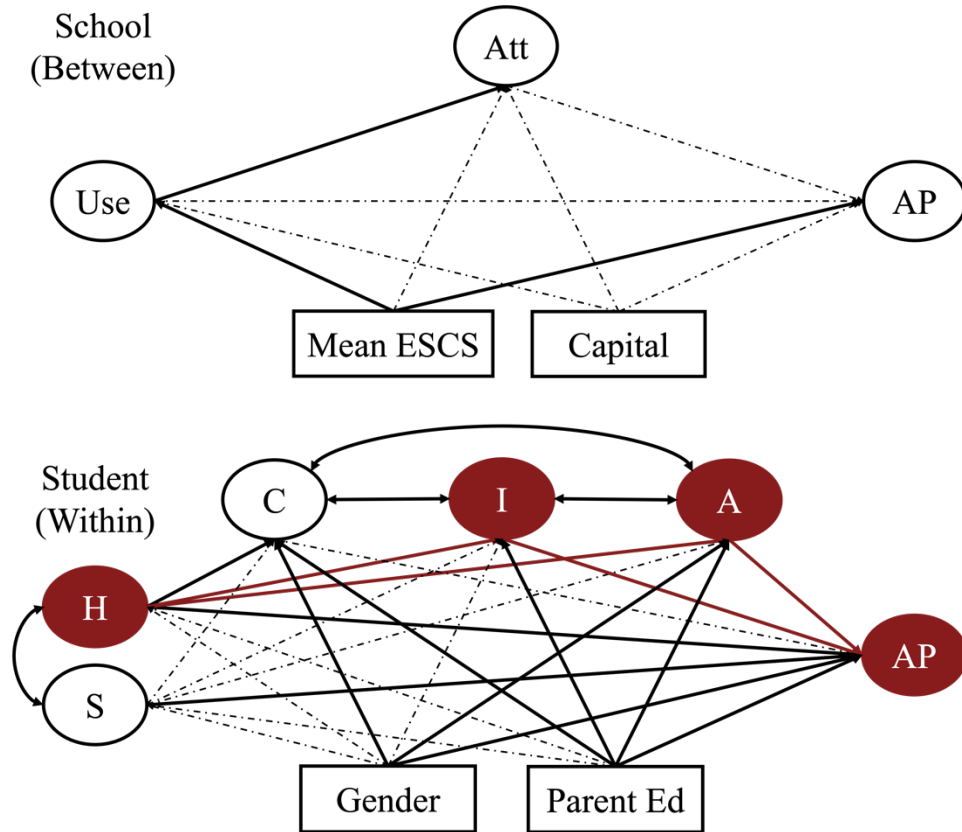 School
(Between)
Att
Use
AP
Mean ESCS
Capital
Student
(Within)
C
I
A
H
AP
S
Gender
Parent Ed